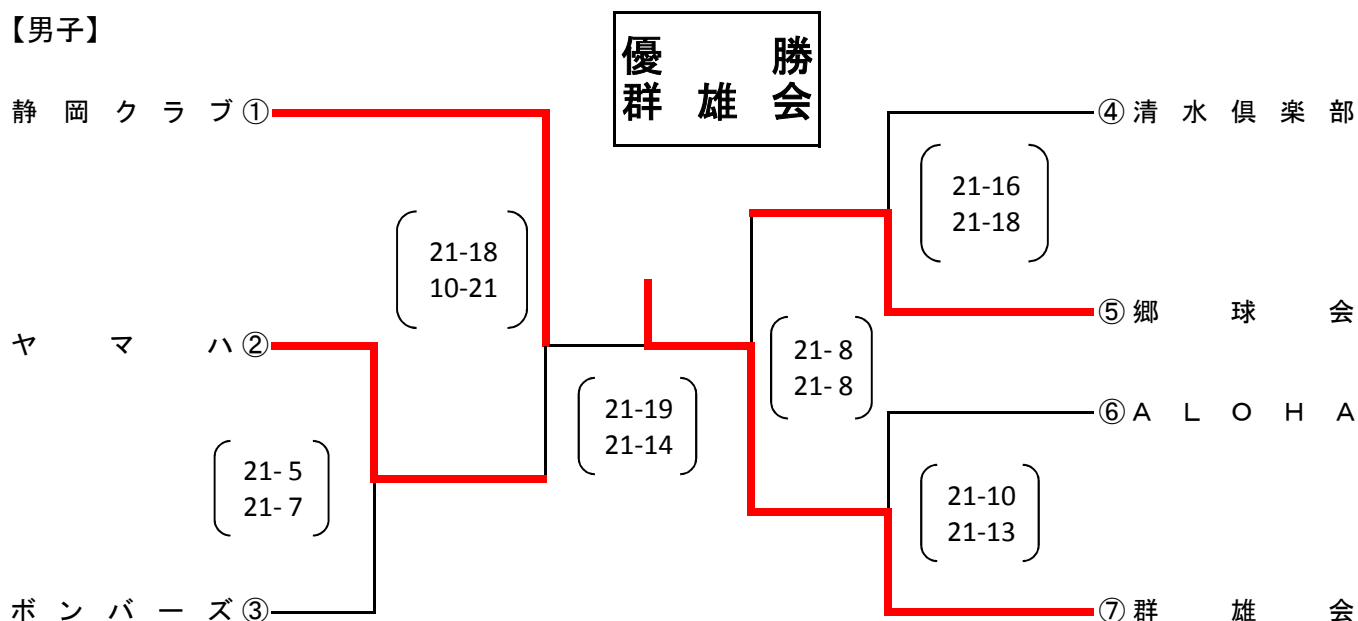 【男子】
優勝
群雄会
静岡クラブ①
④清水倶楽部
21-16
21-18
21-18
10-21
⑤郷球会
ヤマハ②
21- 8
21- 8
21-19
21-14
⑥ALOHA
21- 5
21- 7
21-10
21-13
ボンバーズ③
⑦群雄会